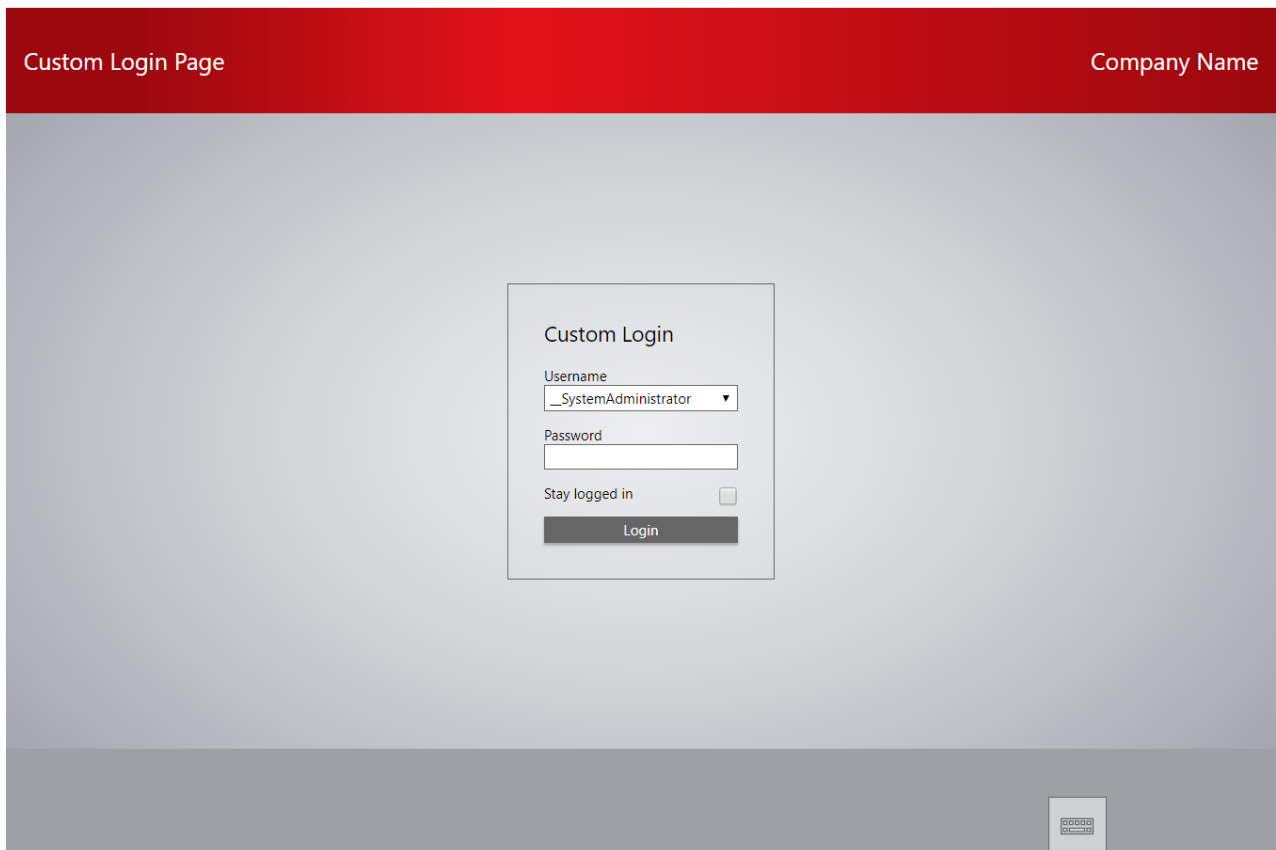 Custom Login Page
Company Name
Custom Login
Username
__SystemAdministrator
Password
Stay logged in
Login